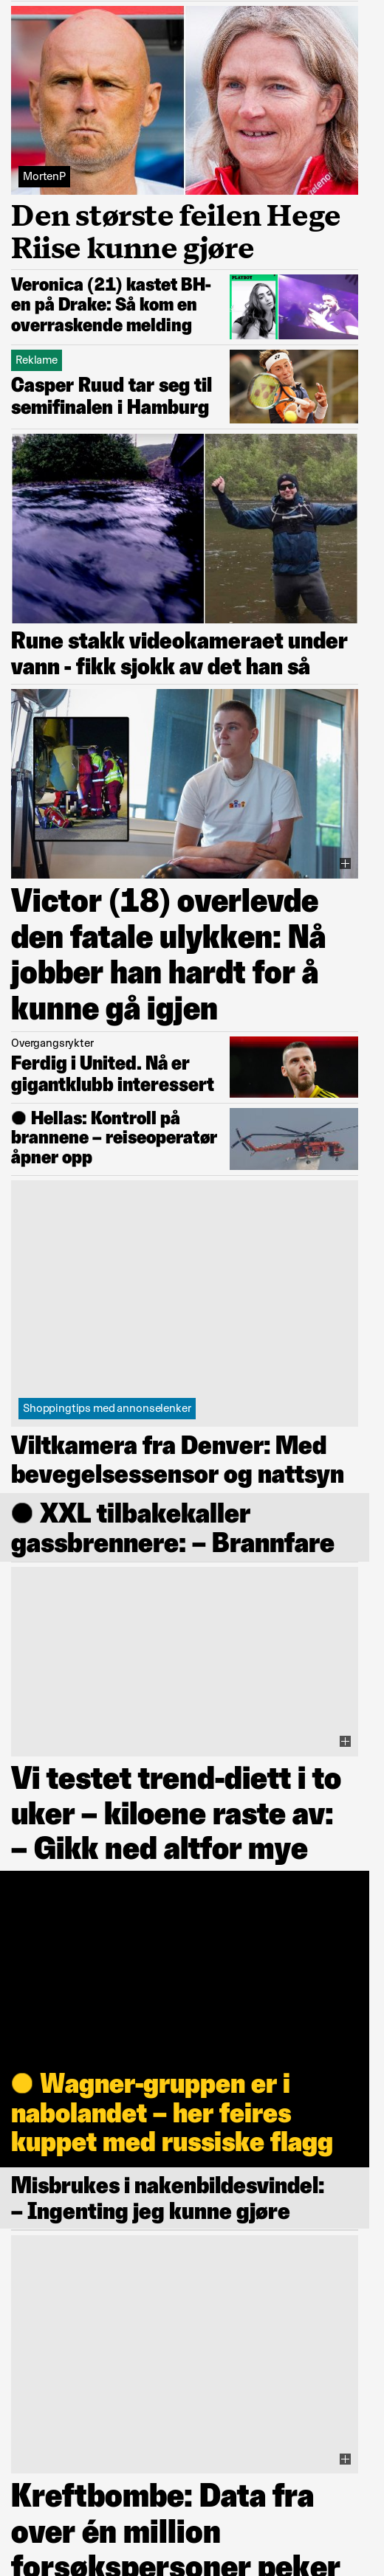 MortenP
Den største feilen Hege
Riise kunne gjøre
Veronica (21) kastet BH-
en på Drake: Så kom en
overraskende melding
PLAYBOY
Reklame
Casper Ruud tar seg til
semifinalen i Hamburg
Rune stakk videokameraet under
vann - fikk sjokk av det han så
Victor (18) overlevde
den fatale ulykken: Nå
jobber han hardt for å
kunne gå igjen
Overgangsrykter
Ferdig i United. Nå er
gigantklubb interessert
● Hellas: Kontroll på
brannene – reiseoperatør
åpner opp
Shoppingtips med annonselenker
Viltkamera fra Denver: Med
bevegelsessensor og nattsyn
● XXL tilbakekaller
gassbrennere: – Brannfare
Vi testet trend-diett i to
uker – kiloene raste av:
– Gikk ned altfor mye
● Wagner-gruppen er i
nabolandet – her feires
kuppet med russiske flagg
Misbrukes i nakenbildesvindel:
– Ingenting jeg kunne gjøre
Kreftbombe: Data fra
over én million
forsøkspersoner peker